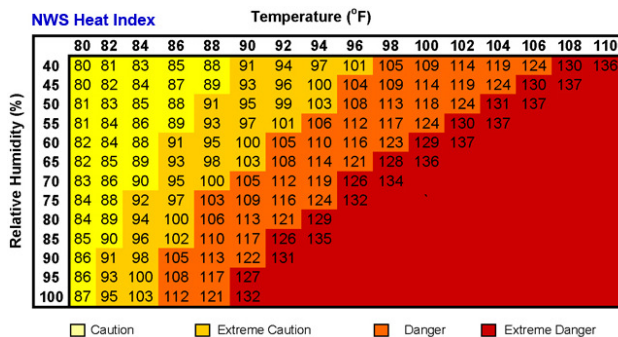 NWS Heat Index Temperature (°F)
80 82 84 86 88 90 92 94 96 98 100 102 104 106 108 110
Relative Humidity (%)
40 80 81 83 85 88 91 94 97 101 105 109 114 119 124 130 136
45 80 82 84 87 89 93 96 100 104 109 114 119 124 130 137
50 81 83 85 88 91 95 99 103 108 113 118 124 131 137
55 81 84 86 89 93 97 101 106 112 117 124 130 137
60 82 84 88 91 95 100 105 110 116 123 129 137
65 82 85 89 93 98 103 108 114 121 128 136
70 83 86 90 95 100 105 112 119 126 134
75 84 88 92 97 103 109 116 124 132
80 84 89 94 100 106 113 121 129
85 85 90 96 102 110 117 126 135
90 86 91 98 105 113 122 131
95 86 93 100 108 117 127
100 87 95 103 112 121 132
Caution Extreme Caution Danger Extreme Danger